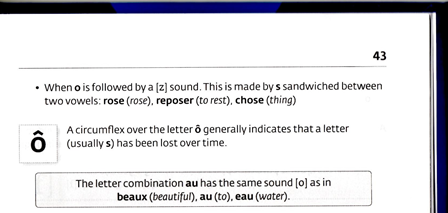 43
• When o is followed by a [z] sound. This is made by s sandwiched between
two vowels: rose (rose), reposer (to rest), chose (thing)
ô
A circumflex over the letter ô generally indicates that a letter
(usually s) has been lost over time.
The letter combination au has the same sound [o] as in
beaux (beautiful), au (to), eau (water).